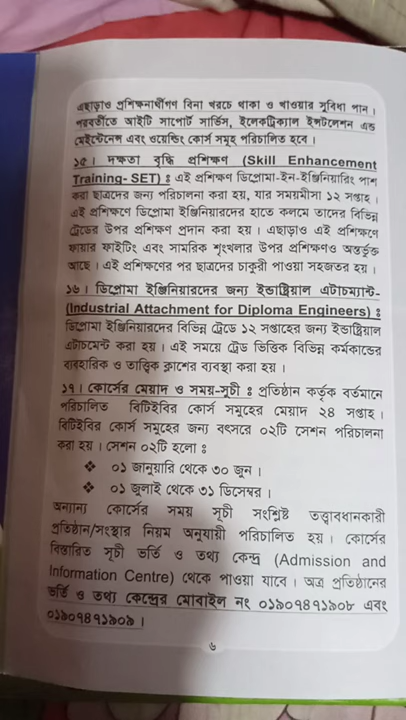 এছাড়াও প্রশিক্ষনার্থীগণ বিনা খরচে থাকা ও খাওয়ার সুবিধা পান।
পরবর্তীতে আইটি সাপোর্ট সার্ভিস, ইলেকট্রিক্যাল ইন্সটলেশন এন্ড
মেইন্টেনেন্স এবং ওয়েল্ডিং কোর্স সমূহ পরিচালিত হবে।
১৫। দক্ষতা বৃদ্ধি প্রশিক্ষণ (Skill Enhancement
Training- SET) ঃ এই প্রশিক্ষণ ডিপ্লোমা-ইন-ইঞ্জিনিয়ারিং পাশ
করা ছাত্রদের জন্য পরিচালনা করা হয়, যার সময়সীমা ১২ সপ্তাহ।
এই প্রশিক্ষণে ডিপ্লোমা ইঞ্জিনিয়ারদের হাতে কলমে তাদের বিভিন্ন
ট্রেডের উপর প্রশিক্ষণ প্রদান করা হয়। এছাড়াও এই প্রশিক্ষণে
ফায়ার ফাইটিং এবং সামরিক শৃংখলার উপর প্রশিক্ষণও অন্তর্ভুক্ত
আছে। এই প্রশিক্ষণের পর ছাত্রদের চাকুরী পাওয়া সহজতর হয়।
১৬। ডিপ্লোমা ইঞ্জিনিয়ারদের জন্য ইন্ডাষ্ট্রিয়াল এটাচম্যান্ট-
(Industrial Attachment for Diploma Engineers) ঃ
ডিপ্লোমা ইঞ্জিনিয়ারদের বিভিন্ন ট্রেডে ১২ সপ্তাহের জন্য ইন্ডাষ্ট্রিয়াল
এটাচমেন্ট করা হয়। এই সময়ে ট্রেড ভিত্তিক বিভিন্ন কর্মকান্ডের
ব্যবহারিক ও তাত্ত্বিক ক্লাশের ব্যবস্থা করা হয়।
১৭। কোর্সের মেয়াদ ও সময়-সূচী ঃ প্রতিষ্ঠান কর্তৃক বর্তমানে
পরিচালিত বিটিইবির কোর্স সমূহের মেয়াদ ২৪ সপ্তাহ।
বিটিইবির কোর্স সমূহের জন্য বৎসরে ০২টি সেশন পরিচালনা
করা হয়। সেশন ০২টি হলো ঃ
❖ ০১ জানুয়ারি থেকে ৩০ জুন।
❖ ০১ জুলাই থেকে ৩১ ডিসেম্বর।
অন্যান্য কোর্সের সময় সূচী সংশ্লিষ্ট তত্ত্বাবধানকারী
প্রতিষ্ঠান/সংস্থার নিয়ম অনুযায়ী পরিচালিত হয়। কোর্সের
বিস্তারিত সূচী ভর্তি ও তথ্য কেন্দ্র (Admission and
Information Centre) থেকে পাওয়া যাবে। অত্র প্রতিষ্ঠানের
ভর্তি ও তথ্য কেন্দ্রের মোবাইল নং ০১৯০৭৪৭১৯০৮ এবং
০১৯০৭৪৭১৯০৯।
৬